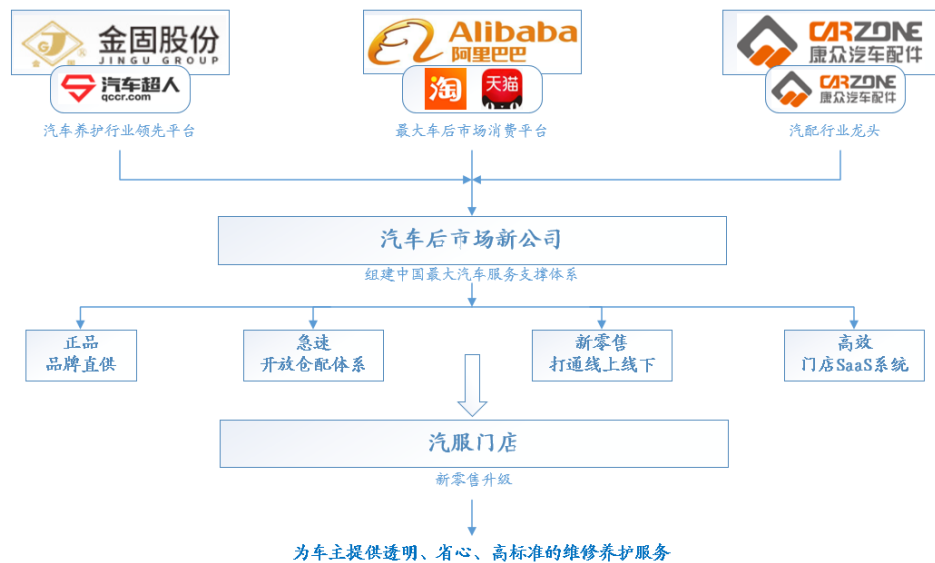 金固股份
JINGU GROUP
汽车超人
qccr.com
汽车养护行业领先平台
Alibaba
阿里巴巴
淘
天猫
最大车后市场消费平台
CARZONE
康众汽车配件
CARZONE
康众汽车配件
汽配行业龙头
汽车后市场新公司
组建中国最大汽车服务支撑体系
正品
品牌直供
急速
开放仓配体系
新零售
打通线上线下
高效
门店SaaS系统
汽服门店
新零售升级
为车主提供透明、省心、高标准的维修养护服务